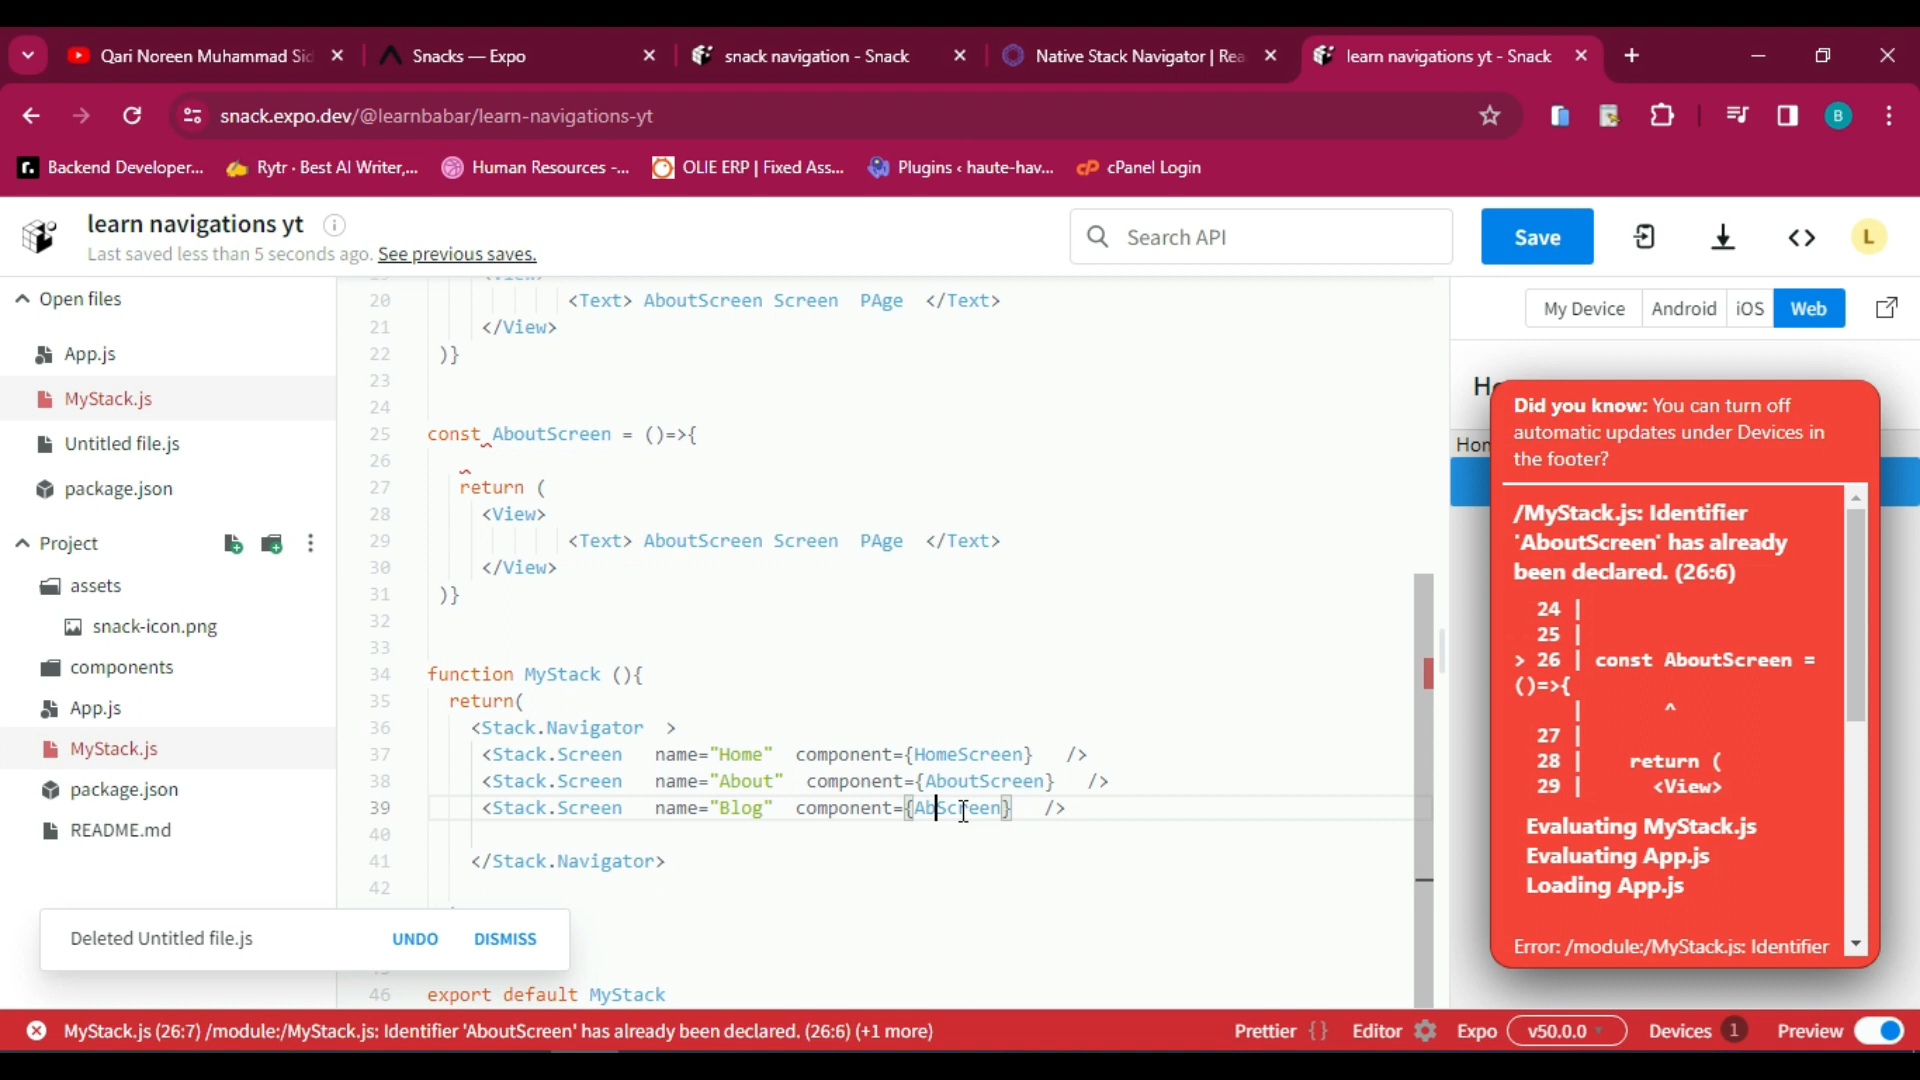 Qari Noreen Muhammad Sid
Snacks — Expo
snack navigation - Snack
Native Stack Navigator | Rea
learn navigations yt - Snack
snack.expo.dev/@learnbabar/learn-navigations-yt
B
Backend Developer...
Rytr · Best AI Writer,...
Human Resources -...
OLIE ERP | Fixed Ass...
Plugins ‹ haute-hav...
cPanel Login
learn navigations yt
Last saved less than 5 seconds ago. See previous saves.
Search API
Save
L
Open files
App.js
MyStack.js
Untitled file.js
package.json
Project
assets
snack-icon.png
components
App.js
MyStack.js
package.json
README.md
20 <Text> AboutScreen Screen PAge </Text>
21 </View>
22 )}
23
24
25 const AboutScreen = ()=>{
26
27 return (
28 <View>
29 <Text> AboutScreen Screen PAge </Text>
30 </View>
31 )}
32
33
34 function MyStack (){
35 return(
36 <Stack.Navigator >
37 <Stack.Screen name="Home" component={HomeScreen} />
38 <Stack.Screen name="About" component={AboutScreen} />
39 <Stack.Screen name="Blog" component={AbScreen} />
40
41 </Stack.Navigator>
42
46 export default MyStack
Deleted Untitled file.js UNDO DISMISS
My Device Android iOS Web
Did you know: You can turn off
automatic updates under Devices in
the footer?
/MyStack.js: Identifier
'AboutScreen' has already
been declared. (26:6)
24 |
25 |
> 26 | const AboutScreen =
()=>{
| ^
27 |
28 | return (
29 | <View>
Evaluating MyStack.js
Evaluating App.js
Loading App.js
Error: /module:/MyStack.js: Identifier
MyStack.js (26:7) /module:/MyStack.js: Identifier 'AboutScreen' has already been declared. (26:6) (+1 more)
Prettier { } Editor Expo v50.0.0 Devices 1 Preview